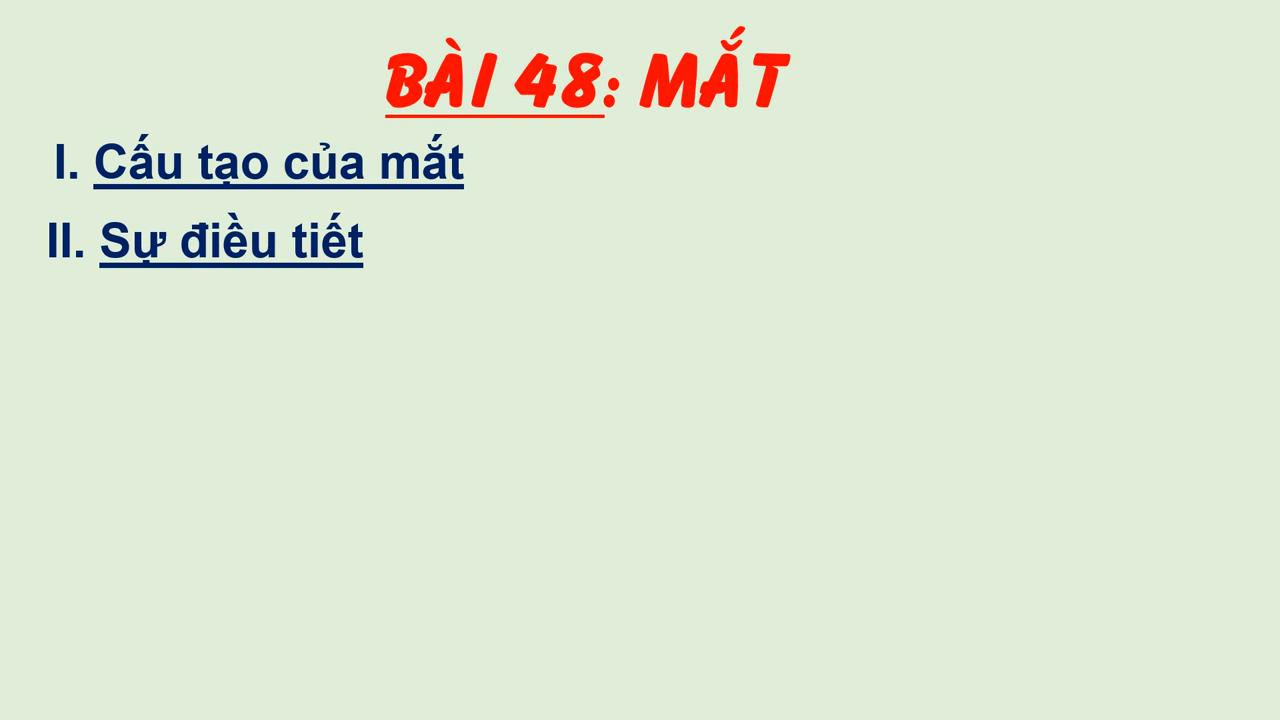 BÀI 48: MẮT
I. Cấu tạo của mắt
II. Sự điều tiết